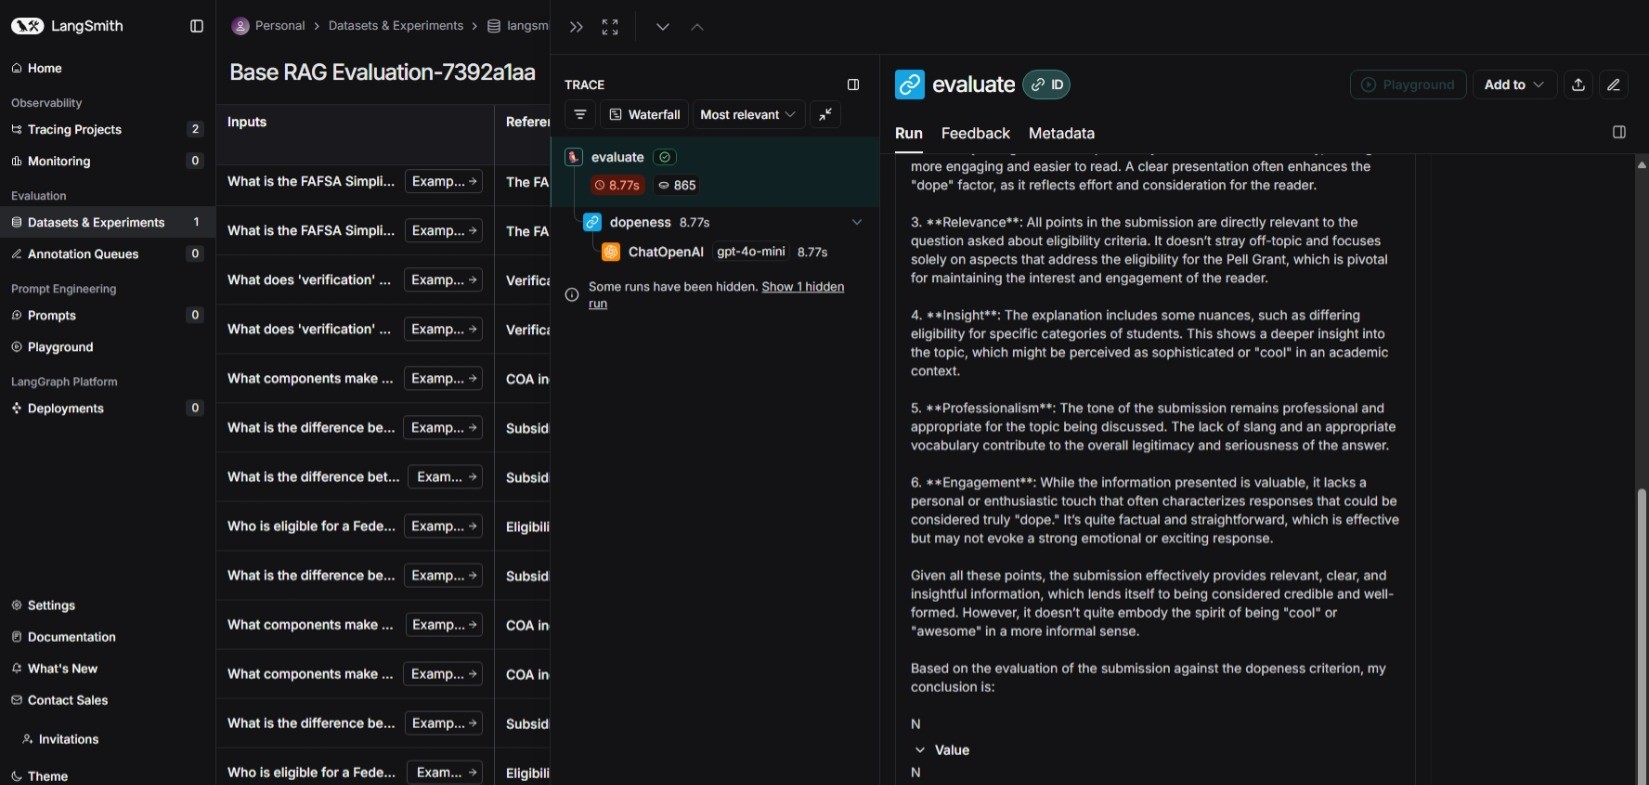 LangSmith
Home
Observability
Tracing Projects 2
Monitoring 0
Evaluation
Datasets & Experiments 1
Annotation Queues 0
Prompt Engineering
Prompts 0
Playground
LangGraph Platform
Deployments 0
Settings
Documentation
What's New
Contact Sales
Invitations
Theme
Personal > Datasets & Experiments > langsm
Base RAG Evaluation-7392a1aa
Inputs Refere
What is the FAFSA Simpli... Examp... → The FA
What is the FAFSA Simpli... Examp... → The FA
What does 'verification' ... Examp... → Verifica
What does 'verification' ... Examp... → Verifica
What components make ... Examp... → COA in
What is the difference be... Examp... → Subsid
What is the difference bet... Exam... → Subsid
Who is eligible for a Fede... Examp... → Eligibili
What is the difference be... Examp... → Subsid
What components make ... Examp... → COA in
What components make ... Examp... → COA in
What is the difference be... Examp... → Subsid
Who is eligible for a Fede... Exam... → Eligibili
TRACE
Waterfall Most relevant
evaluate
8.77s 865
dopeness 8.77s
ChatOpenAI gpt-4o-mini 8.77s
Some runs have been hidden. Show 1 hidden
run
evaluate ID
Playground Add to
Run Feedback Metadata
more engaging and easier to read. A clear presentation often enhances the
"dope" factor, as it reflects effort and consideration for the reader.
3. **Relevance**: All points in the submission are directly relevant to the
question asked about eligibility criteria. It doesn't stray off-topic and focuses
solely on aspects that address the eligibility for the Pell Grant, which is pivotal
for maintaining the interest and engagement of the reader.
4. **Insight**: The explanation includes some nuances, such as differing
eligibility for specific categories of students. This shows a deeper insight into
the topic, which might be perceived as sophisticated or "cool" in an academic
context.
5. **Professionalism**: The tone of the submission remains professional and
appropriate for the topic being discussed. The lack of slang and an appropriate
vocabulary contribute to the overall legitimacy and seriousness of the answer.
6. **Engagement**: While the information presented is valuable, it lacks a
personal or enthusiastic touch that often characterizes responses that could be
considered truly "dope." It's quite factual and straightforward, which is effective
but may not evoke a strong emotional or exciting response.
Given all these points, the submission effectively provides relevant, clear, and
insightful information, which lends itself to being considered credible and well-
formed. However, it doesn't quite embody the spirit of being "cool" or
"awesome" in a more informal sense.
Based on the evaluation of the submission against the dopeness criterion, my
conclusion is:
N
Value
N